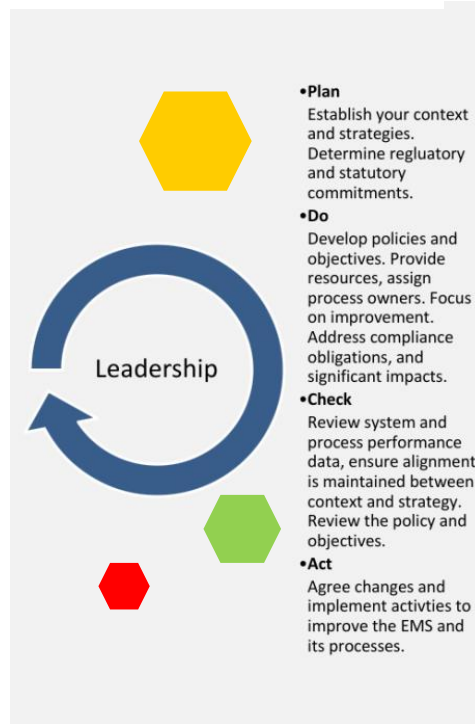 •Plan
Establish your context
and strategies.
Determine regluatory
and statutory
commitments.
•Do
Develop policies and
objectives. Provide
resources, assign
process owners. Focus
on improvement.
Address compliance
obligations, and
significant impacts.
•Check
Review system and
process performance
data, ensure alignment
is maintained between
context and strategy.
Review the policy and
objectives.
•Act
Agree changes and
implement activties to
improve the EMS and
its processes.
Leadership